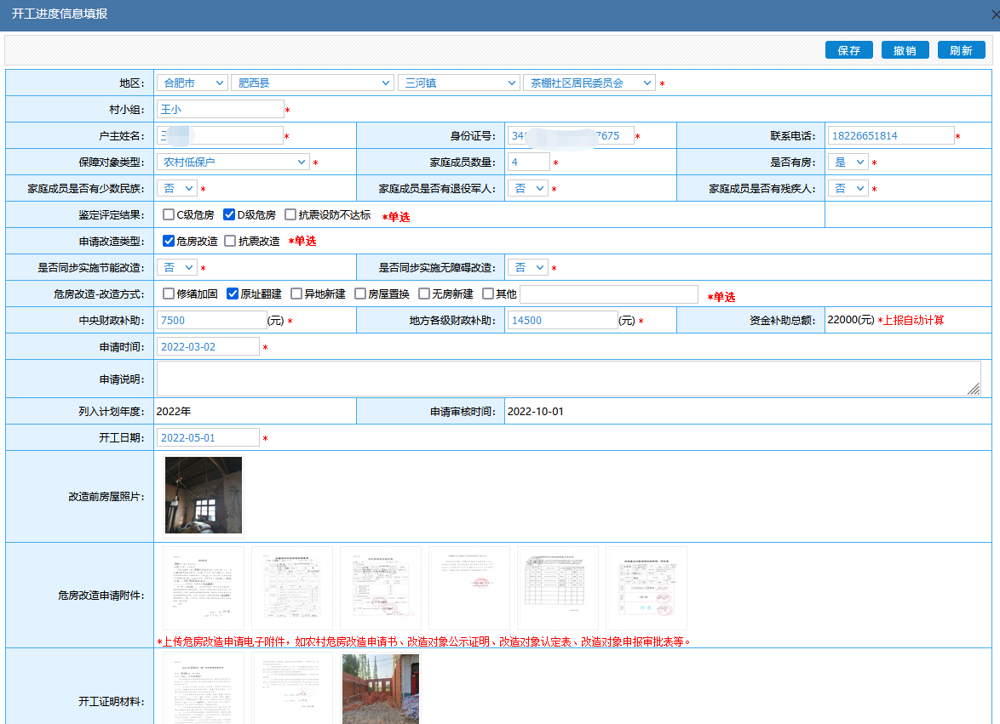 开工进度信息填报
保存 撤销 刷新
地区： 合肥市 肥西县 三河镇 茶棚社区居民委员会 *
村小组： 王小 *
户主姓名： * 身份证号： 34 7675 * 联系电话： 18226651814 *
保障对象类型： 农村低保户 * 家庭成员数量： 4 * 是否有房： 是 *
家庭成员是否有少数民族： 否 * 家庭成员是否有退役军人： 否 * 家庭成员是否有残疾人： 否 *
鉴定评定结果： C级危房 D级危房 抗震设防不达标 *单选
申请改造类型： 危房改造 抗震改造 *单选
是否同步实施节能改造： 否 * 是否同步实施无障碍改造： 否 *
危房改造-改造方式： 修缮加固 原址翻建 异地新建 房屋置换 无房新建 其他 *单选
中央财政补助： 7500 (元) * 地方各级财政补助： 14500 (元) * 资金补助总额： 22000(元) *上报自动计算
申请时间： 2022-03-02 *
申请说明：
列入计划年度： 2022年 申请审核时间： 2022-10-01
开工日期： 2022-05-01 *
改造前房屋照片：
危房改造申请附件：
*上传危房改造申请电子附件，如农村危房改造申请书、改造对象公示证明、改造对象认定表、改造对象申报审批表等。
开工证明材料：